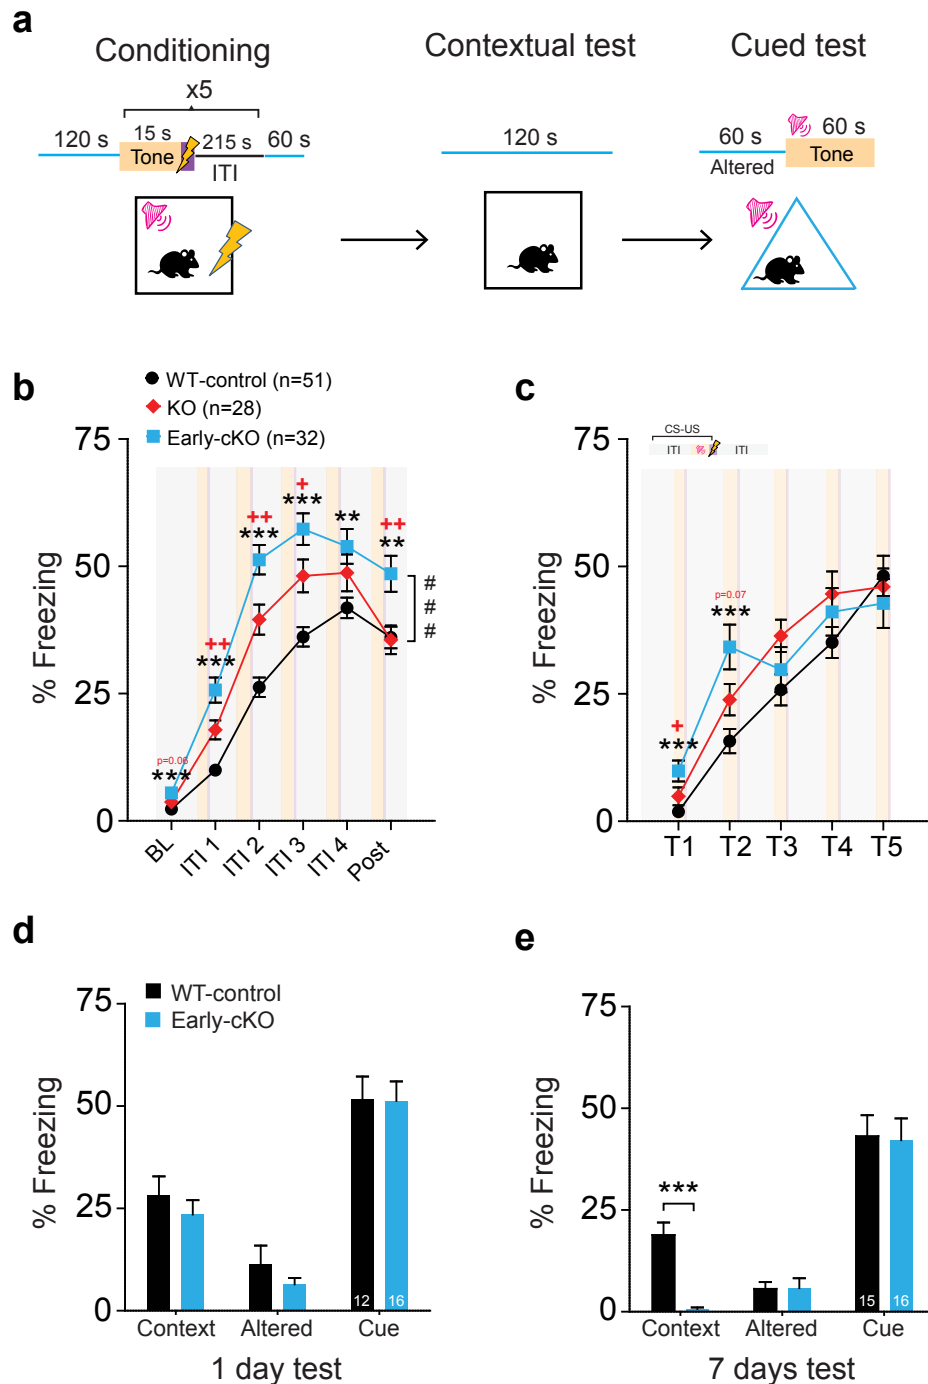 a
Conditioning
Contextual test
Cued test
x5
120 s
15 s
Tone
215 s
ITI
60 s
120 s
60 s
Altered
60 s
Tone
b
WT-control (n=51)
KO (n=28)
Early-cKO (n=32)
% Freezing
75
50
25
0
p=0.06
***
++
***
++
***
+
***
**
++
**
###
BL
ITI 1
ITI 2
ITI 3
ITI 4
Post
c
CS-US
ITI
ITI
% Freezing
75
50
25
0
+
***
p=0.07
***
T1
T2
T3
T4
T5
d
WT-control
Early-cKO
% Freezing
75
50
25
0
12
16
Context
Altered
Cue
1 day test
e
% Freezing
75
50
25
0
***
15
16
Context
Altered
Cue
7 days test